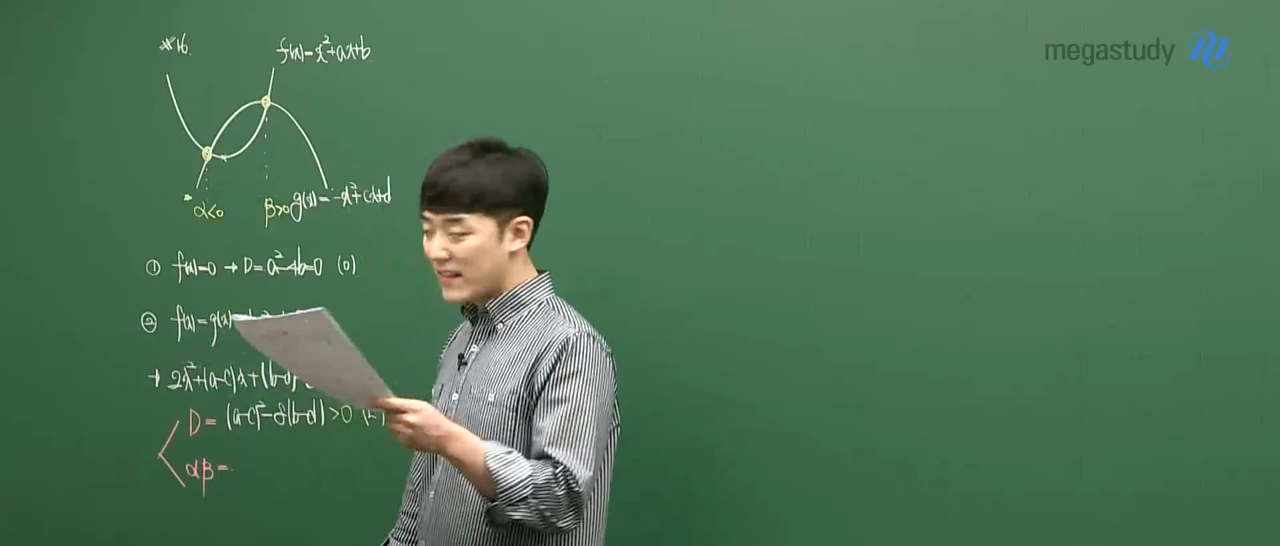 megastudy
#16.
f(x)=x²+ax+b
α<0
β>0
g(x)=-x²+cx+d
① f(x)=0 → D=a²-4b=0 (0)
② f(x)=g(x)
→ 2x²+(a-c)x+(b-d)
D=(a-c)²-8(b-d)>0
αβ=